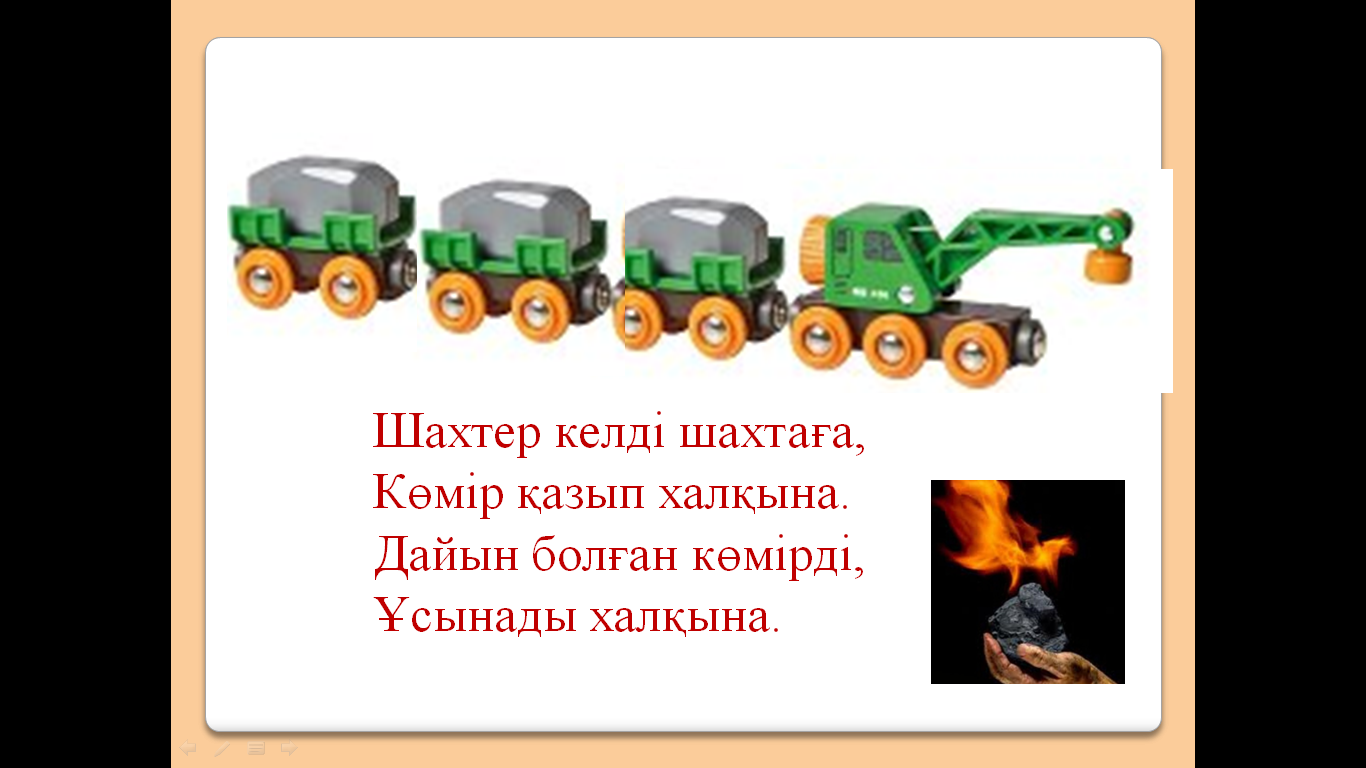 Шахтер келді шахтаға,
Көмір қазып халқына.
Дайын болған көмірді,
Ұсынады халқына.